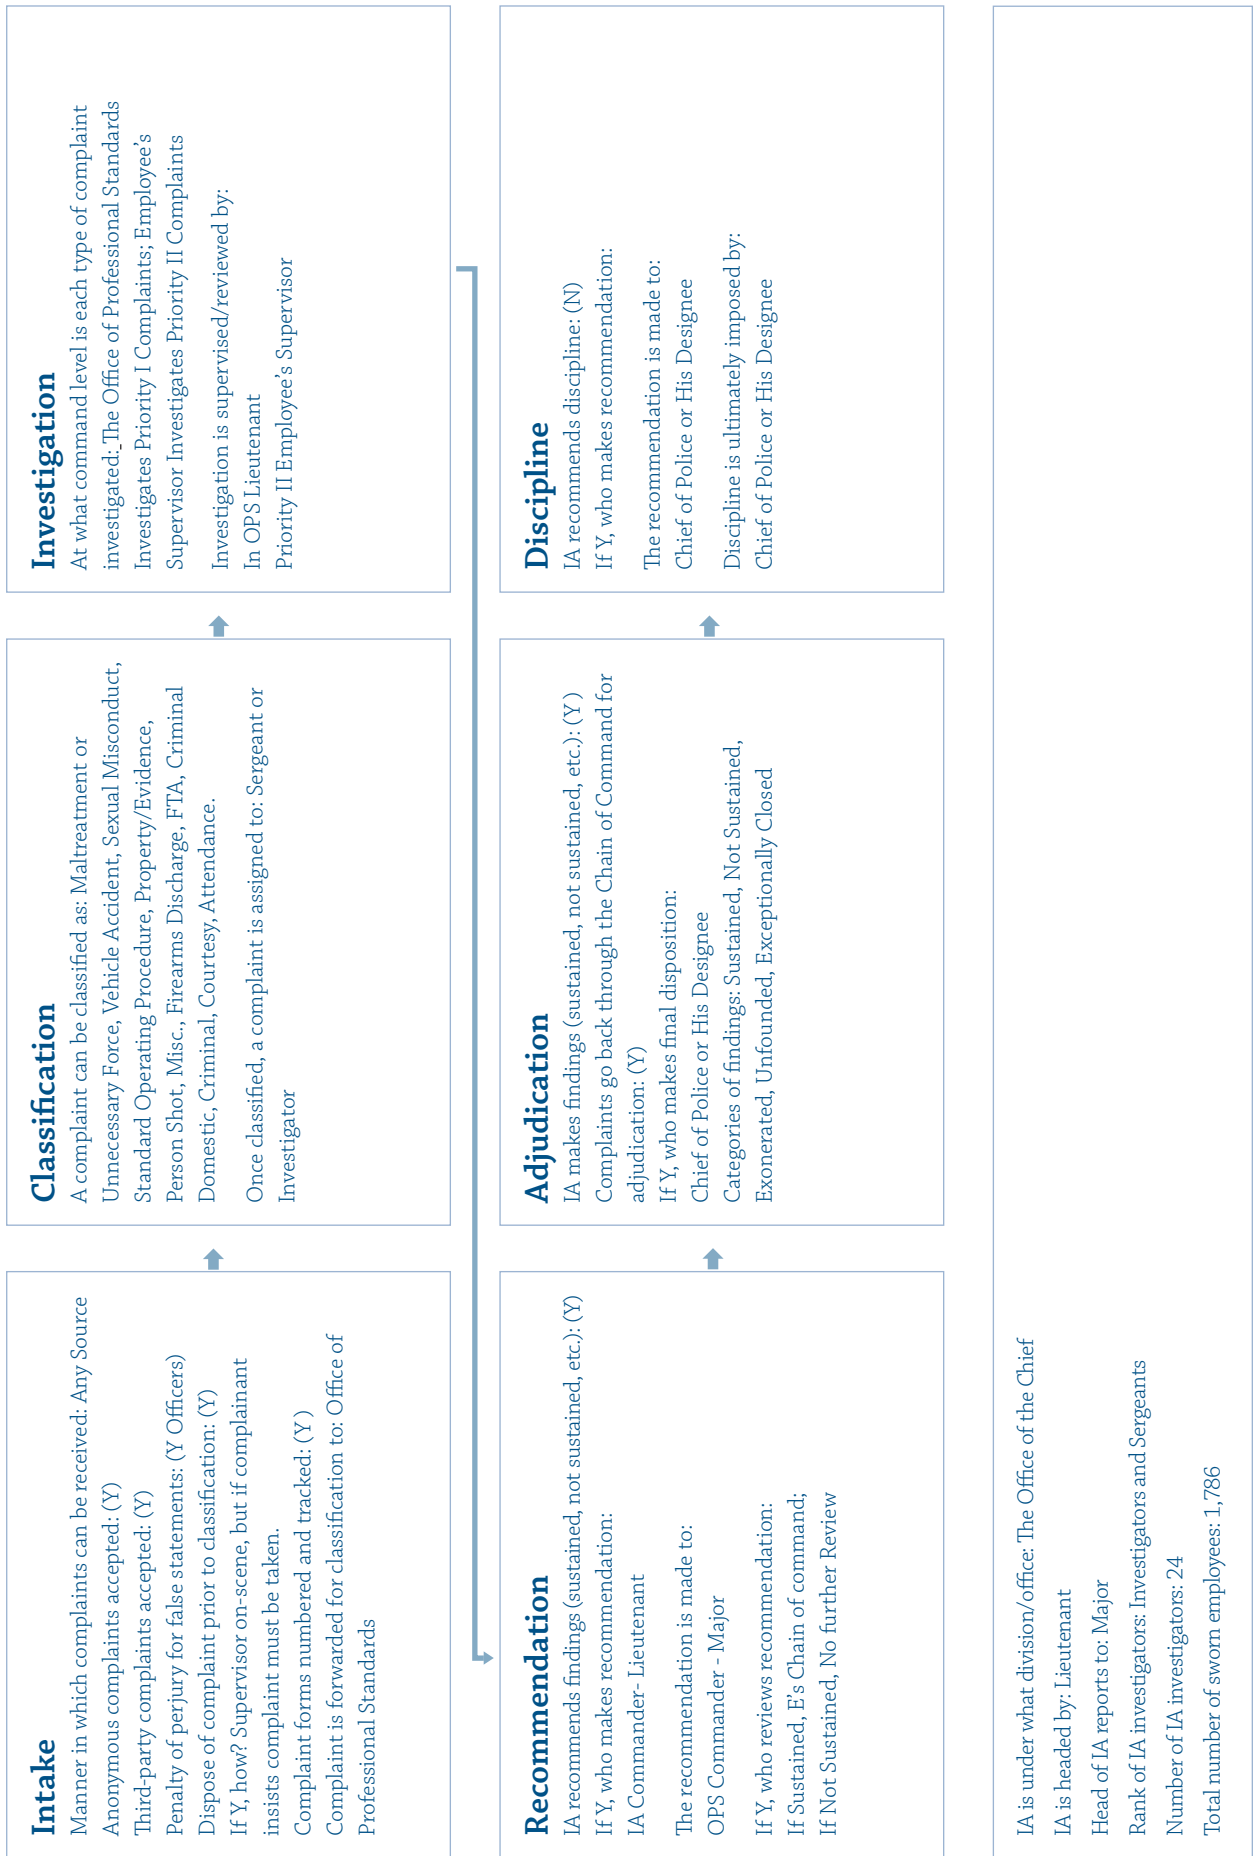 Intake
Manner in which complaints can be received: Any Source
Anonymous complaints accepted: (Y)
Third-party complaints accepted: (Y)
Penalty of perjury for false statements: (Y Officers)
Dispose of complaint prior to classification: (Y)
If Y, how? Supervisor on-scene, but if complainant
insists complaint must be taken.
Complaint forms numbered and tracked: (Y )
Complaint is forwarded for classification to: Office of
Professional Standards
Classification
A complaint can be classified as: Maltreatment or
Unnecessary Force, Vehicle Accident, Sexual Misconduct,
Standard Operating Procedure, Property/Evidence,
Person Shot, Misc., Firearms Discharge, FTA, Criminal
Domestic, Criminal, Courtesy, Attendance.
Once classified, a complaint is assigned to: Sergeant or
Investigator
Investigation
At what command level is each type of complaint
investigated: The Office of Professional Standards
Investigates Priority I Complaints; Employee's
Supervisor Investigates Priority II Complaints
Investigation is supervised/reviewed by:
In OPS Lieutenant
Priority II Employee's Supervisor
Recommendation
IA recommends findings (sustained, not sustained, etc.): (Y)
If Y, who makes recommendation:
IA Commander- Lieutenant
The recommendation is made to:
OPS Commander - Major
If Y, who reviews recommendation:
If Sustained, E's Chain of command;
If Not Sustained, No further Review
Adjudication
IA makes findings (sustained, not sustained, etc.): (Y )
Complaints go back through the Chain of Command for
adjudication: (Y)
If Y, who makes final disposition:
Chief of Police or His Designee
Categories of findings: Sustained, Not Sustained,
Exonerated, Unfounded, Exceptionally Closed
Discipline
IA recommends discipline: (N)
If Y, who makes recommendation:
The recommendation is made to:
Chief of Police or His Designee
Discipline is ultimately imposed by:
Chief of Police or His Designee
IA is under what division/office: The Office of the Chief
IA is headed by: Lieutenant
Head of IA reports to: Major
Rank of IA investigators: Investigators and Sergeants
Number of IA investigators: 24
Total number of sworn employees: 1,786